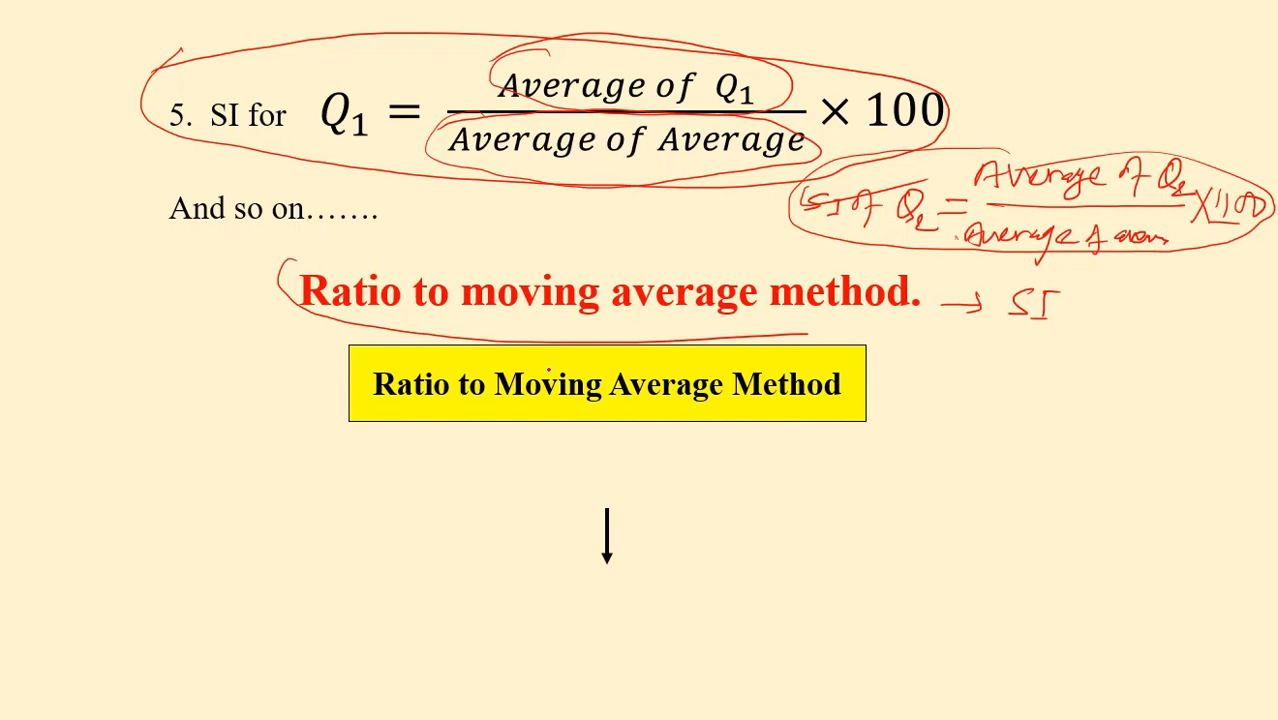 5. SI for Q₁ = Average of Q₁ / Average of Average × 100
SI of Q₂ = Average of Q₂ / Average of × 100
And so on…….
Ratio to moving average method. → SI
Ratio to Moving Average Method